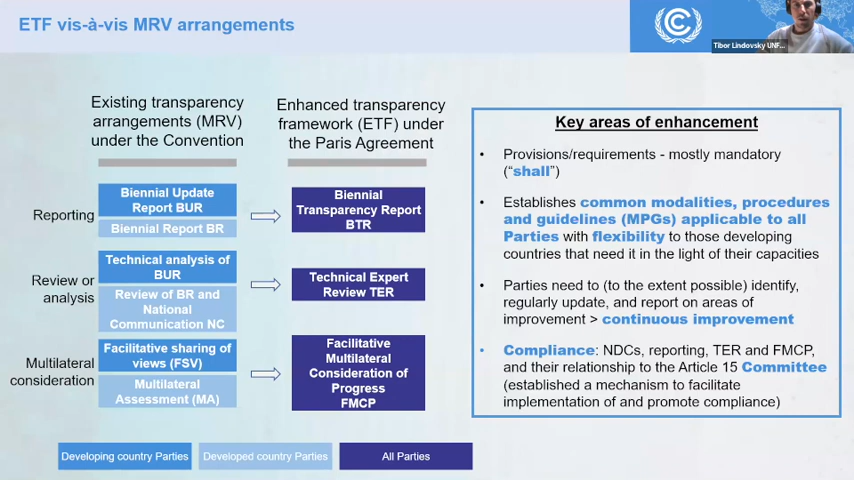 ETF vis-à-vis MRV arrangements
Tibor Lindovsky UNF...
Existing transparency
arrangements (MRV)
under the Convention
Enhanced transparency
framework (ETF) under
the Paris Agreement
Reporting
Biennial Update
Report BUR
Biennial Report BR
Biennial
Transparency Report
BTR
Review or
analysis
Technical analysis of
BUR
Review of BR and
National
Communication NC
Technical Expert
Review TER
Multilateral
consideration
Facilitative sharing of
views (FSV)
Multilateral
Assessment (MA)
Facilitative
Multilateral
Consideration of
Progress
FMCP
Key areas of enhancement
• Provisions/requirements - mostly mandatory
(“shall”)
• Establishes common modalities, procedures
and guidelines (MPGs) applicable to all
Parties with flexibility to those developing
countries that need it in the light of their capacities
• Parties need to (to the extent possible) identify,
regularly update, and report on areas of
improvement > continuous improvement
• Compliance: NDCs, reporting, TER and FMCP,
and their relationship to the Article 15 Committee
(established a mechanism to facilitate
implementation of and promote compliance)
Developing country Parties
Developed country Parties
All Parties